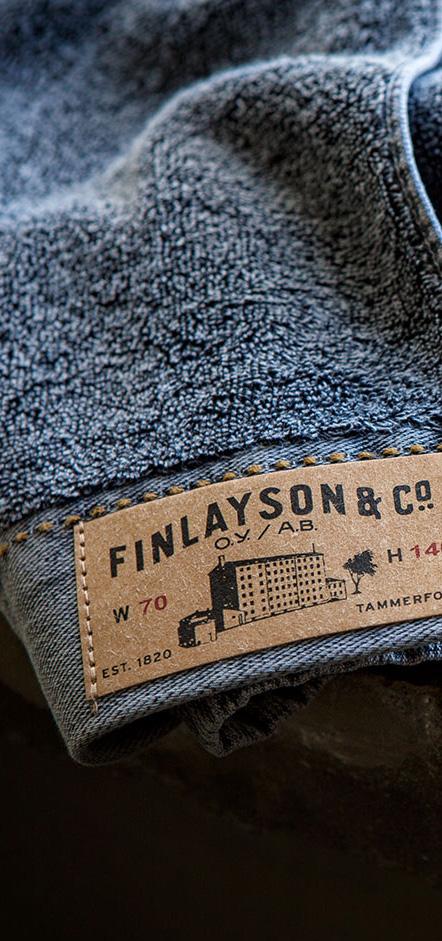 FINLAYSON & Co.
O.Y. / A.B.
W 70 H 14
EST. 1820 TAMMERFO